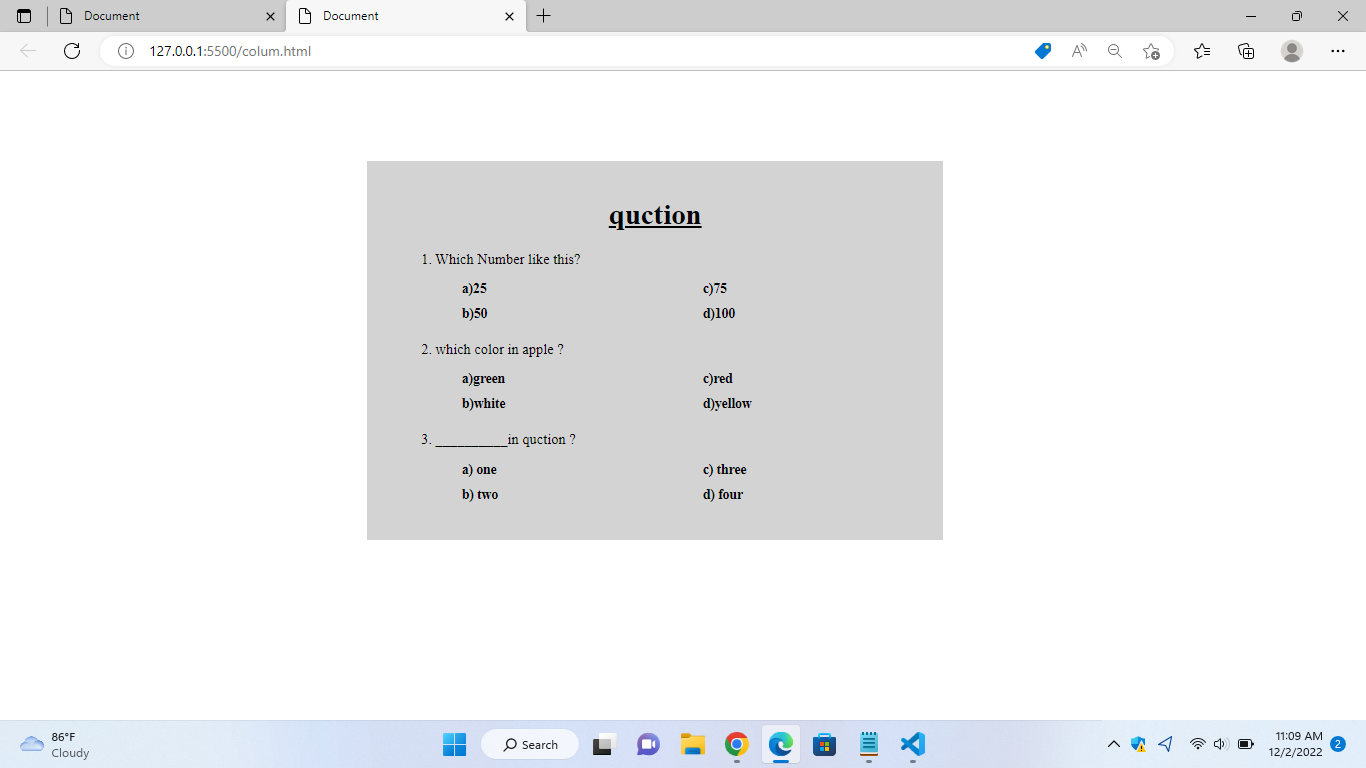 Document
Document
127.0.0.1:5500/colum.html
quction
1. Which Number like this?
a)25 c)75
b)50 d)100
2. which color in apple ?
a)green c)red
b)white d)yellow
3. __________in quction ?
a) one c) three
b) two d) four
86°F
Cloudy
Search
11:09 AM
12/2/2022
2